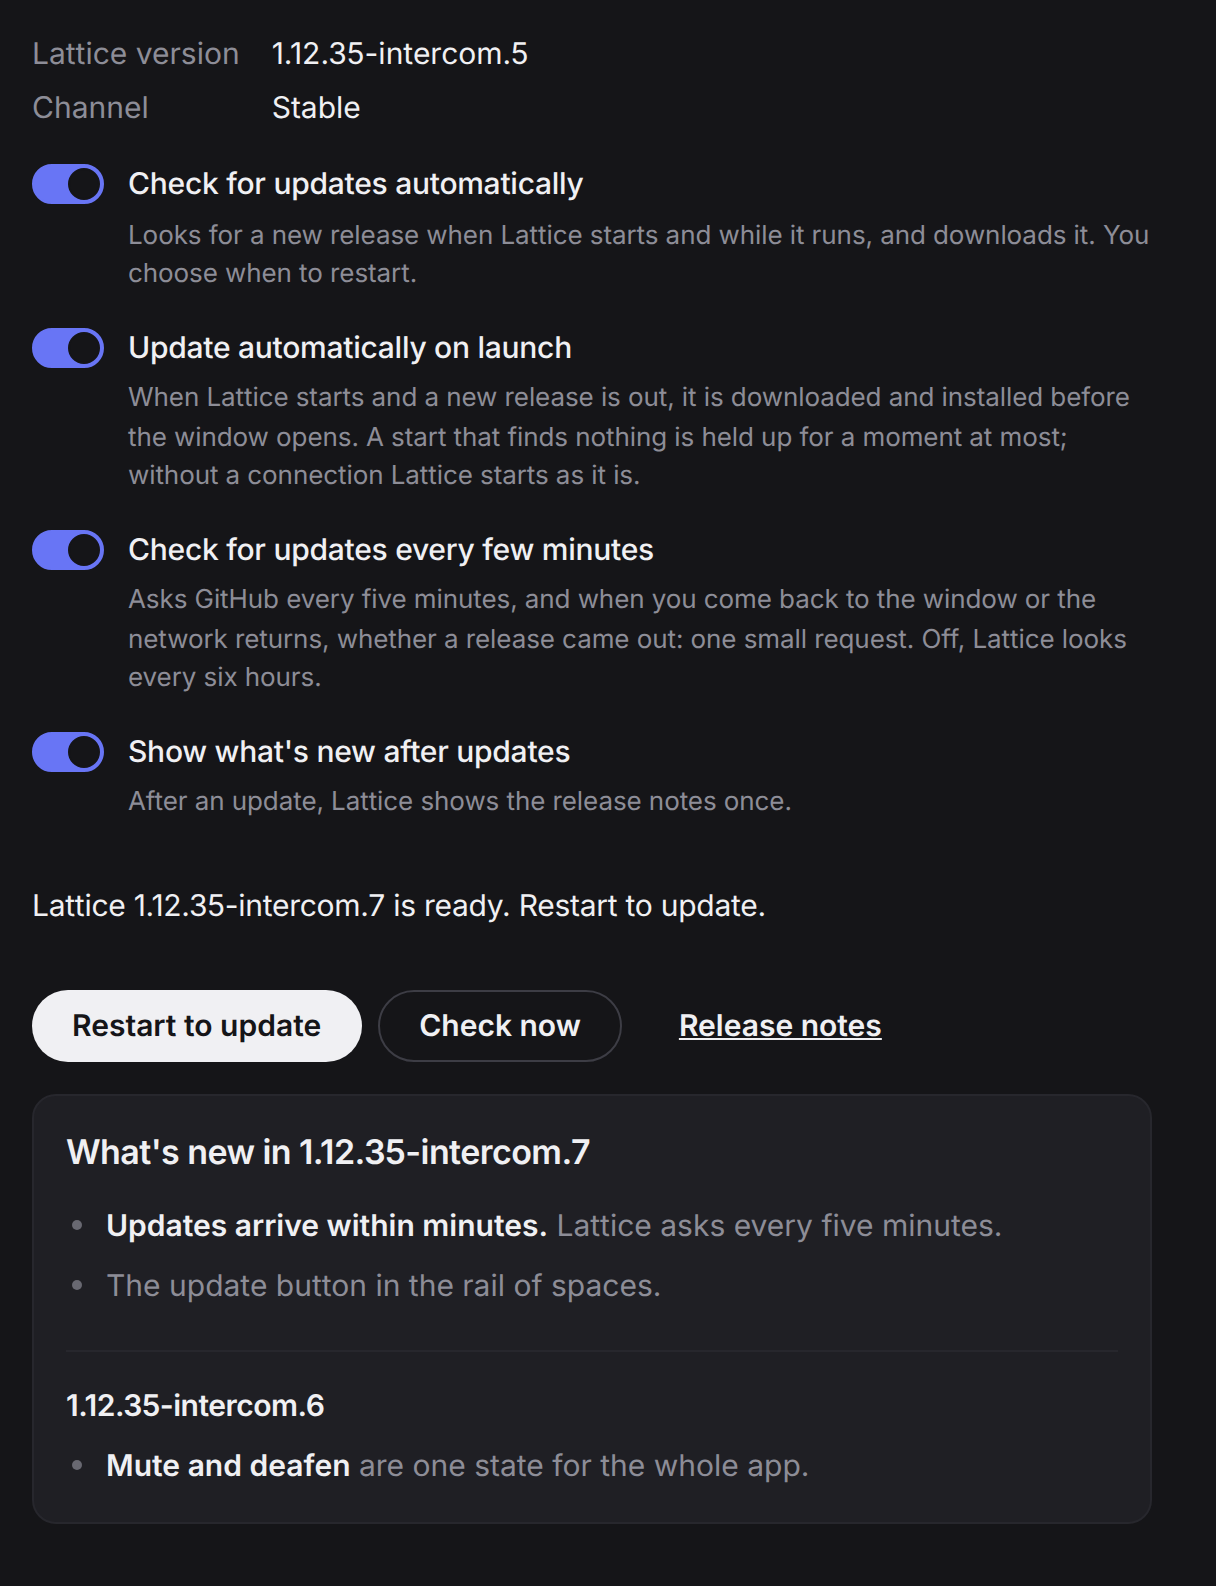 Lattice version 1.12.35-intercom.5
Channel Stable
Check for updates automatically
Looks for a new release when Lattice starts and while it runs, and downloads it. You
choose when to restart.
Update automatically on launch
When Lattice starts and a new release is out, it is downloaded and installed before
the window opens. A start that finds nothing is held up for a moment at most;
without a connection Lattice starts as it is.
Check for updates every few minutes
Asks GitHub every five minutes, and when you come back to the window or the
network returns, whether a release came out: one small request. Off, Lattice looks
every six hours.
Show what's new after updates
After an update, Lattice shows the release notes once.
Lattice 1.12.35-intercom.7 is ready. Restart to update.
Restart to update Check now Release notes
What's new in 1.12.35-intercom.7
• Updates arrive within minutes. Lattice asks every five minutes.
• The update button in the rail of spaces.
1.12.35-intercom.6
• Mute and deafen are one state for the whole app.